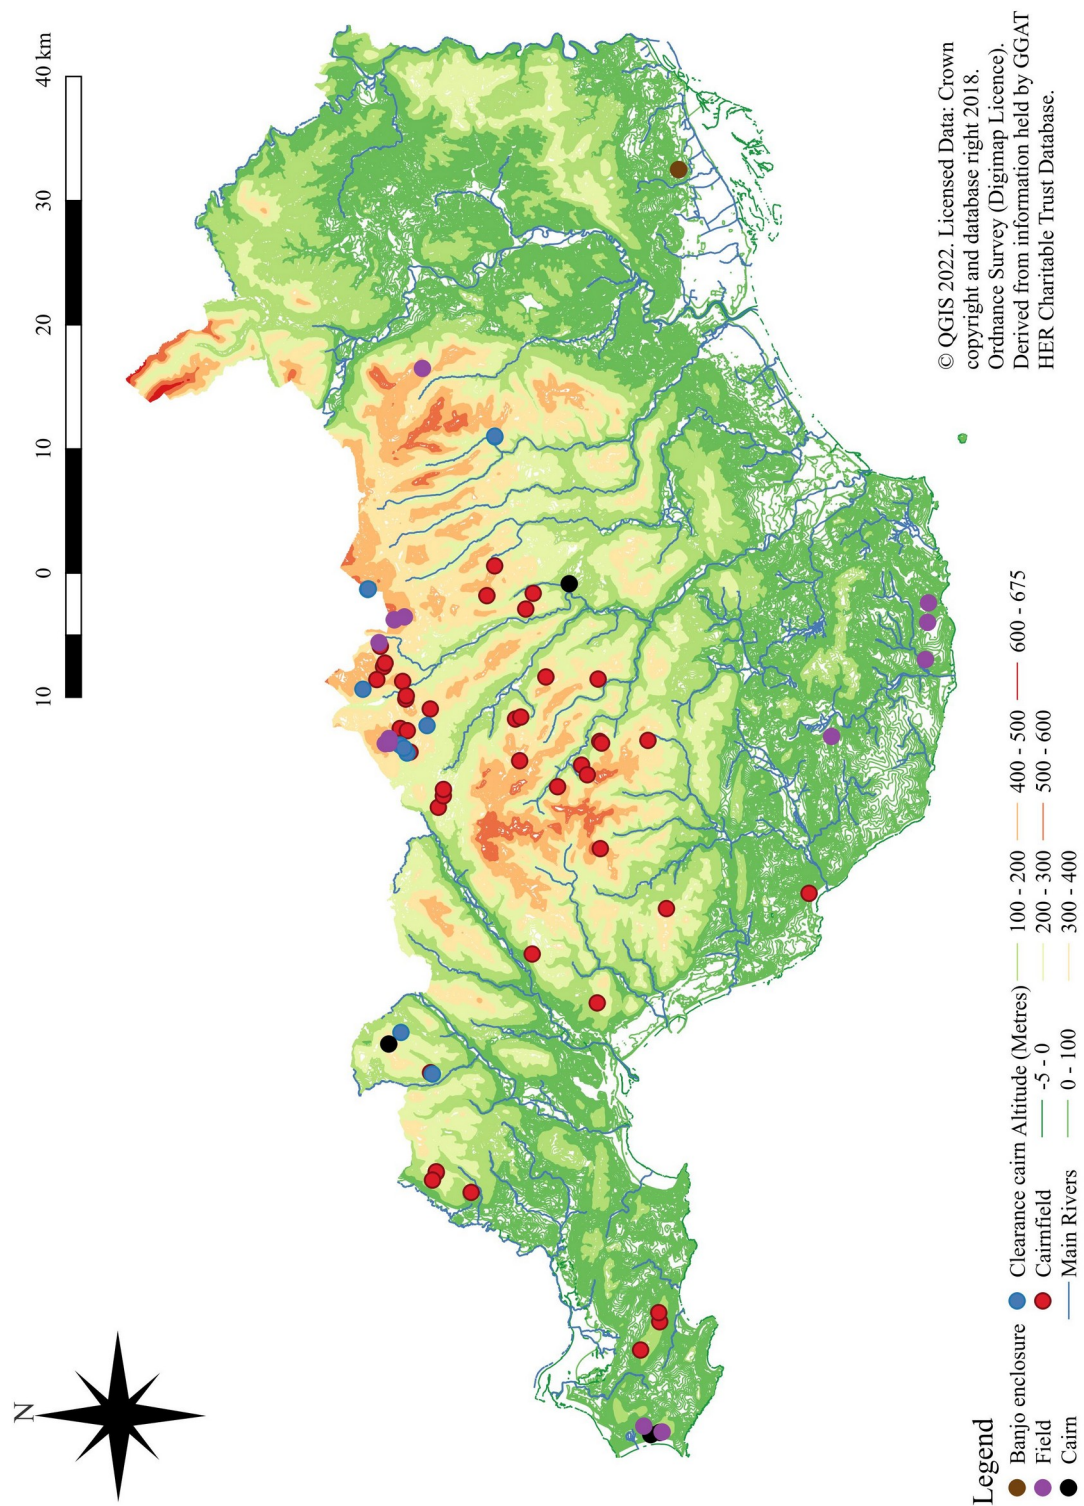 N
10 0 10 20 30 40 km
© QGIS 2022. Licensed Data: Crown
copyright and database right 2018.
Ordnance Survey (Digimap Licence).
Derived from information held by GGAT
HER Charitable Trust Database.
Legend
Banjo enclosure
Field
Cairn
Clearance cairn
Cairnfield
Main Rivers
Altitude (Metres)
-5 - 0
0 - 100
100 - 200
200 - 300
300 - 400
400 - 500
500 - 600
600 - 675